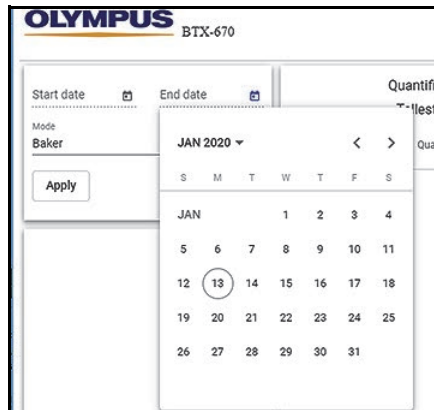 OLYMPUS BTX-670
Start date End date
Mode
Baker
Apply
Quantifi
llest
Qua
JAN 2020
S M T W T F S
JAN 1 2 3 4
5 6 7 8 9 10 11
12 13 14 15 16 17 18
19 20 21 22 23 24 25
26 27 28 29 30 31